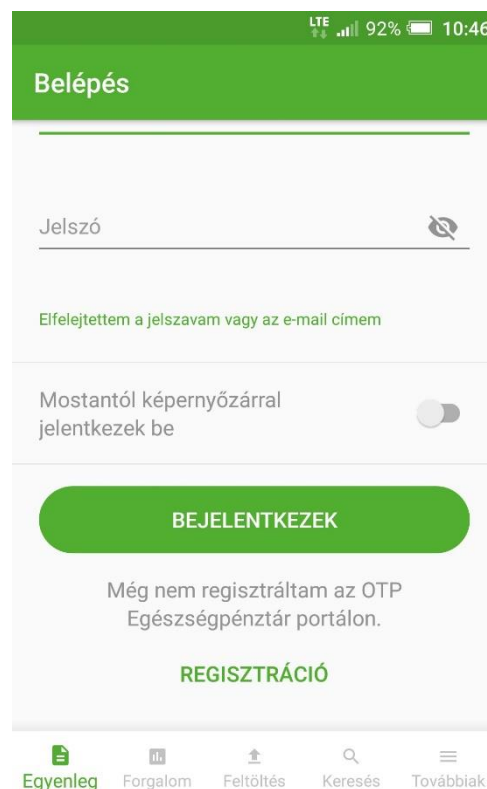 LTE 92% 10:46
Belépés
Jelszó
Elfelejtettem a jelszavam vagy az e-mail címem
Mostantól képernyőzárral
jelentkezek be
BEJELENTKEZEK
Még nem regisztráltam az OTP
Egészségpénztár portálon.
REGISZTRÁCIÓ
Egyenleg Forgalom Feltöltés Keresés Továbbiak